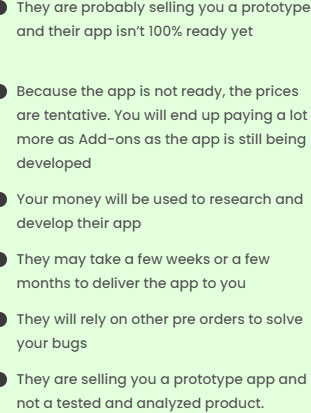 They are probably selling you a prototype
and their app isn't 100% ready yet
Because the app is not ready, the prices
are tentative. You will end up paying a lot
more as Add-ons as the app is still being
developed
Your money will be used to research and
develop their app
They may take a few weeks or a few
months to deliver the app to you
They will rely on other pre orders to solve
your bugs
They are selling you a prototype app and
not a tested and analyzed product.